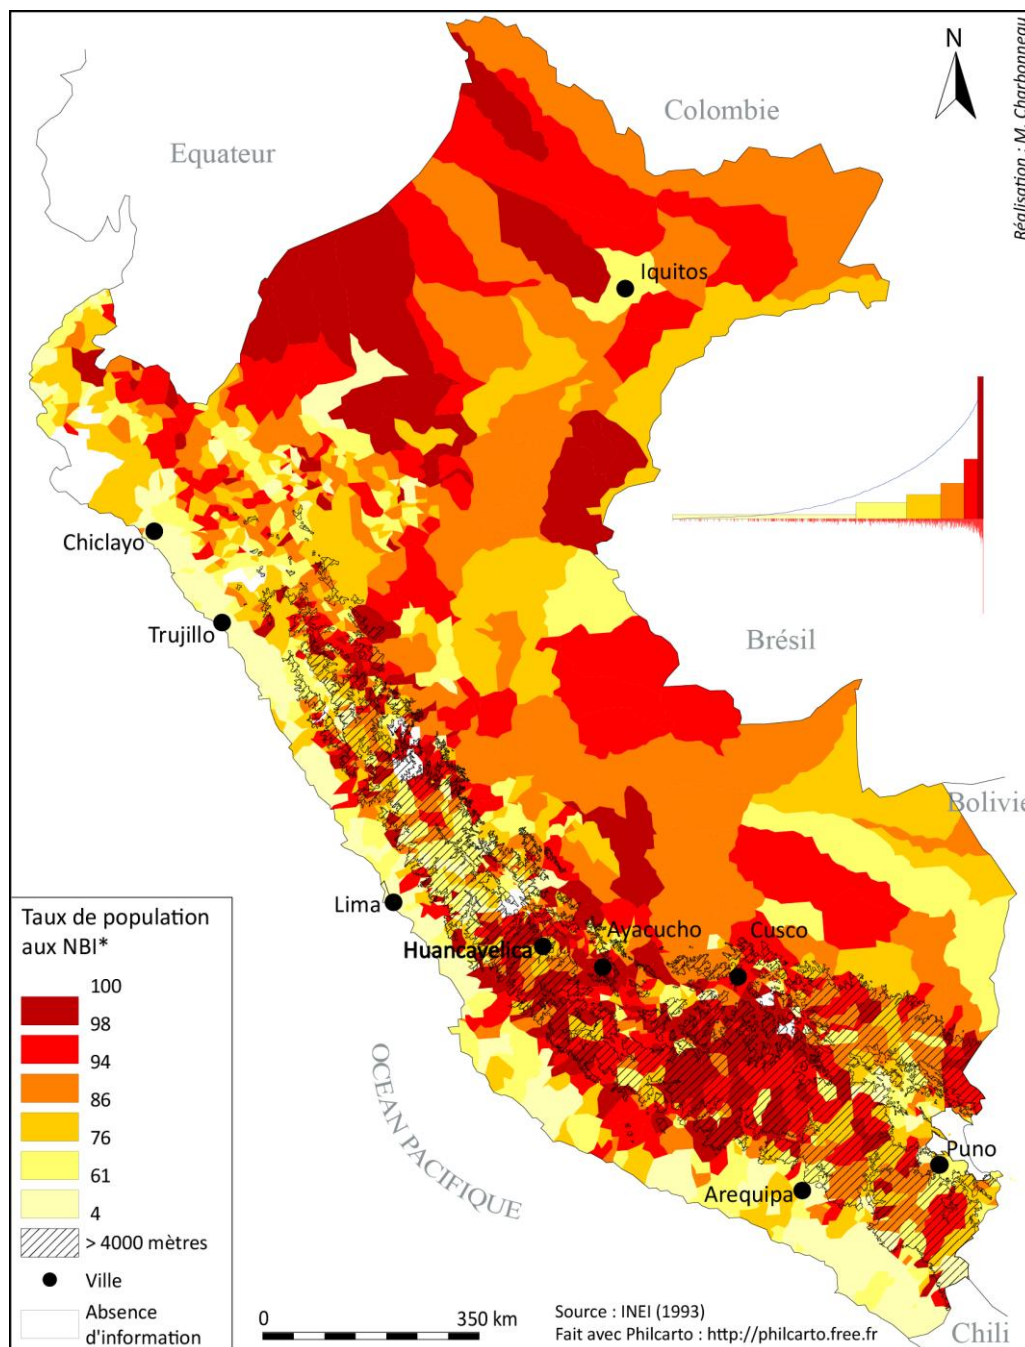 N
Réalisation : M. Charbonneau
Colombie
Equateur
Iquitos
Chiclayo
Trujillo
Brésil
Bolivie
Lima
Ayacucho
Cusco
Huancavelica
OCEAN PACIFIQUE
Puno
Arequipa
Chili
Taux de population
aux NBI*
100
98
94
86
76
61
4
> 4000 mètres
Ville
Absence
d'information
0 350 km
Source : INEI (1993)
Fait avec Philcarto : http://philcarto.free.fr